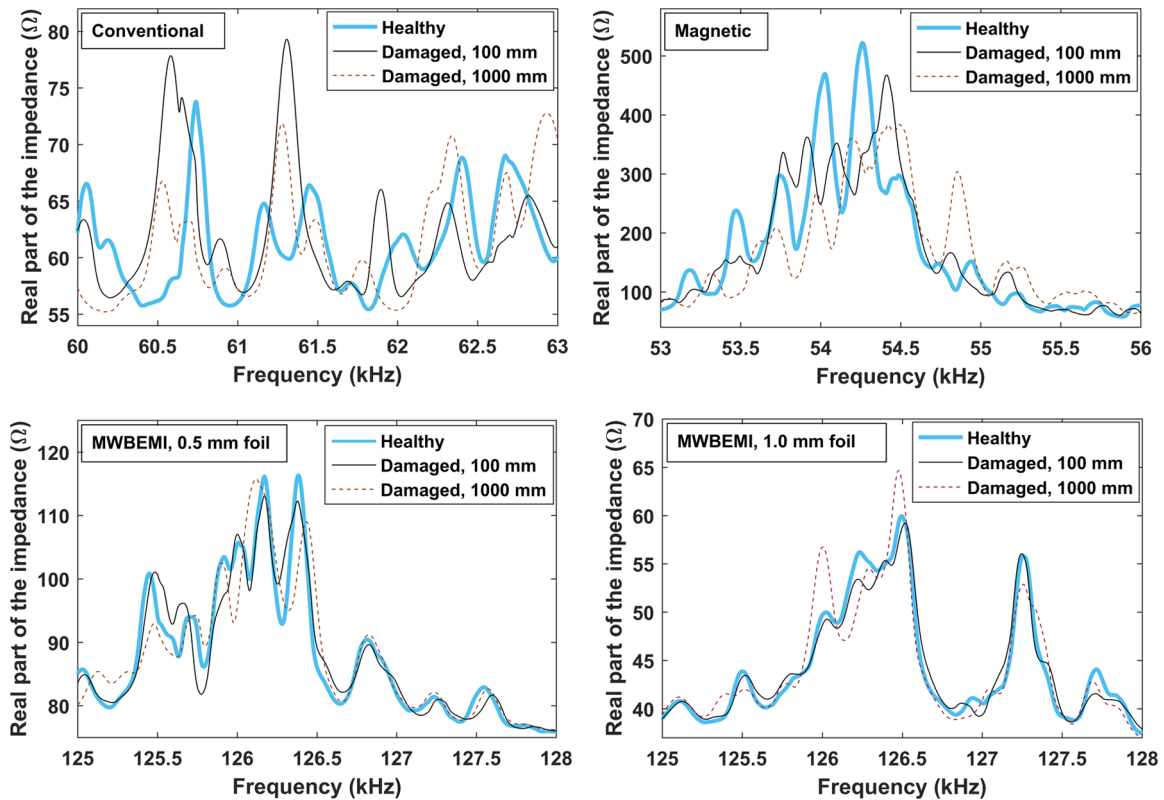 Conventional
Healthy
Damaged, 100 mm
Damaged, 1000 mm
Real part of the impedance (Ω)
80
75
70
65
60
55
60 60.5 61 61.5 62 62.5 63
Frequency (kHz)
Magnetic
Healthy
Damaged, 100 mm
Damaged, 1000 mm
Real part of the impedance (Ω)
500
400
300
200
100
53 53.5 54 54.5 55 55.5 56
Frequency (kHz)
MWBEMI, 0.5 mm foil
Healthy
Damaged, 100 mm
Damaged, 1000 mm
Real part of the impedance (Ω)
120
110
100
90
80
125 125.5 126 126.5 127 127.5 128
Frequency (kHz)
MWBEMI, 1.0 mm foil
Healthy
Damaged, 100 mm
Damaged, 1000 mm
Real part of the impedance (Ω)
70
65
60
55
50
45
40
125 125.5 126 126.5 127 127.5 128
Frequency (kHz)